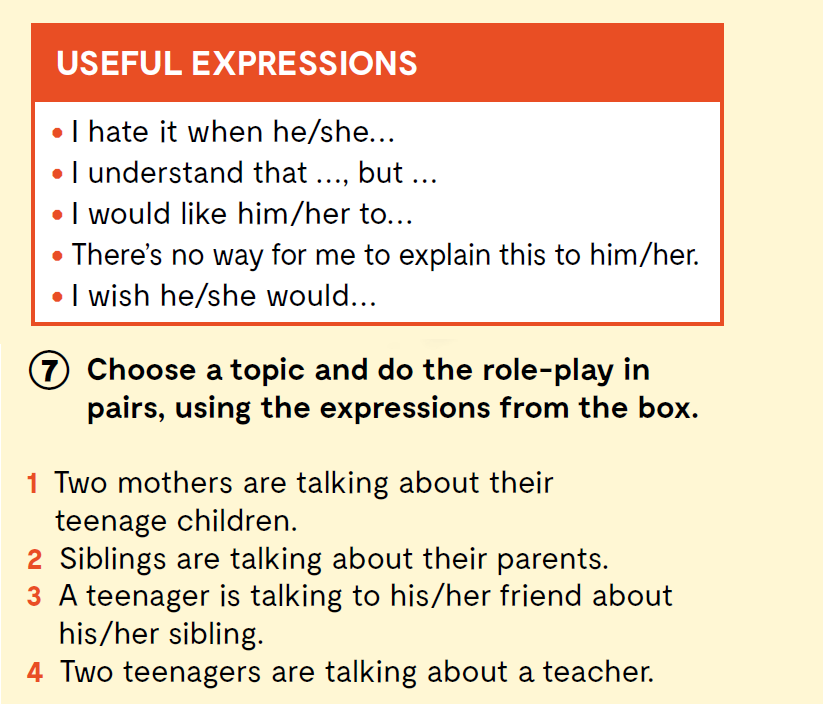 USEFUL EXPRESSIONS
• I hate it when he/she...
• I understand that ..., but ...
• I would like him/her to...
• There's no way for me to explain this to him/her.
• I wish he/she would...
7 Choose a topic and do the role-play in
pairs, using the expressions from the box.
1 Two mothers are talking about their
teenage children.
2 Siblings are talking about their parents.
3 A teenager is talking to his/her friend about
his/her sibling.
4 Two teenagers are talking about a teacher.